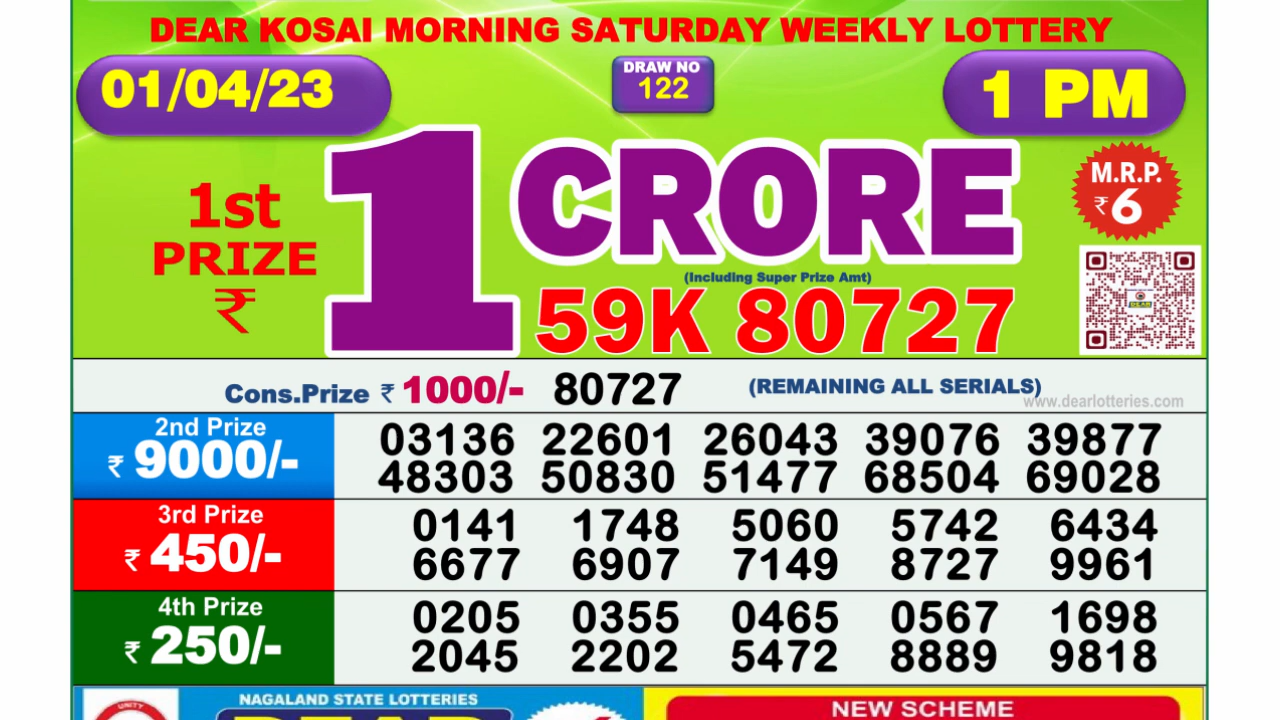 DEAR KOSAI MORNING SATURDAY WEEKLY LOTTERY
01/04/23
DRAW NO
122
1 PM
1st
PRIZE
₹
1 CRORE
(Including Super Prize Amt)
59K 80727
M.R.P.
₹6
DEAR
Cons.Prize ₹ 1000/- 80727 (REMAINING ALL SERIALS)
www.dearlotteries.com
2nd Prize
₹ 9000/-
03136 22601 26043 39076 39877
48303 50830 51477 68504 69028
3rd Prize
₹ 450/-
0141 1748 5060 5742 6434
6677 6907 7149 8727 9961
4th Prize
₹ 250/-
0205 0355 0465 0567 1698
2045 2202 5472 8889 9818
UNITY
NAGALAND STATE LOTTERIES
DEAR
NEW SCHEME